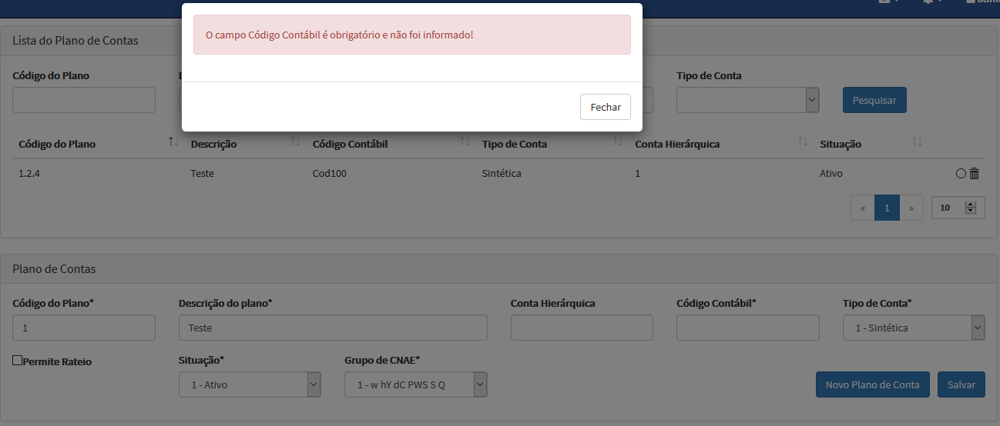 admi
O campo Código Contábil é obrigatório e não foi informado!
Fechar
Lista do Plano de Contas
Código do Plano
Tipo de Conta
Pesquisar
Código do Plano Descrição Código Contábil Tipo de Conta Conta Hierárquica Situação
1.2.4 Teste Cod100 Sintética 1 Ativo
« 1 » 10
Plano de Contas
Código do Plano* Descrição do plano* Conta Hierárquica Código Contábil* Tipo de Conta*
1 Teste 1 - Sintética
Permite Rateio Situação* Grupo de CNAE*
1 - Ativo 1 - w hY dC PWS S Q Novo Plano de Conta Salvar